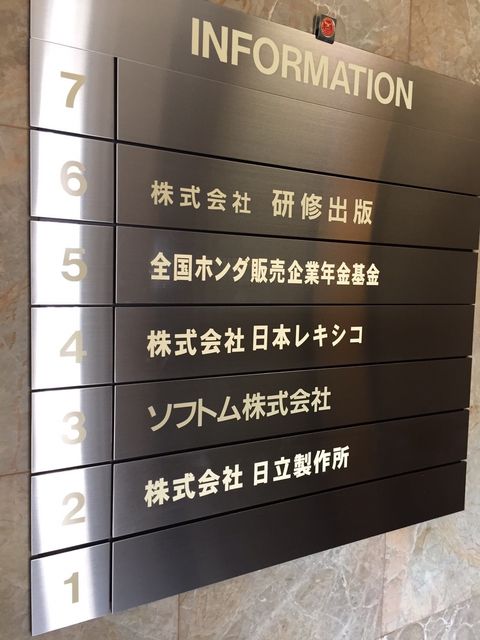 INFORMATION
7
6 株式会社 研修出版
5 全国ホンダ販売企業年金基金
4 株式会社 日本レキシコ
3 ソフトム株式会社
2 株式会社 日立製作所
1